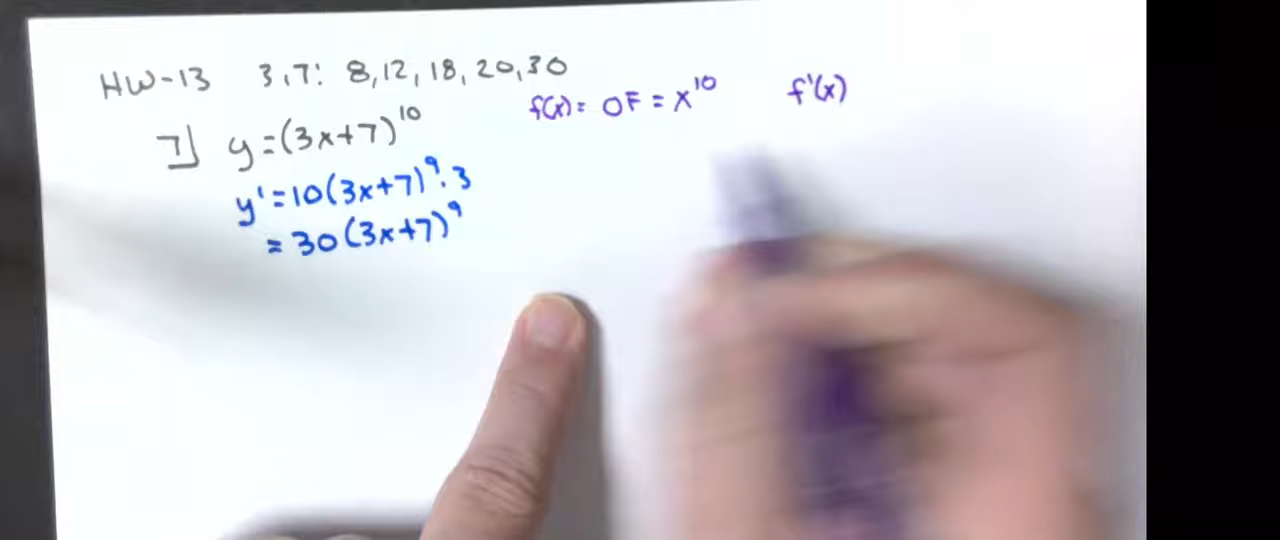 HW-13 3.7: 8,12,18,20,30
7] y=(3x+7)^10
f(x)= OF = x^10 f'(x)
y'=10(3x+7)^9·3
=30(3x+7)^9